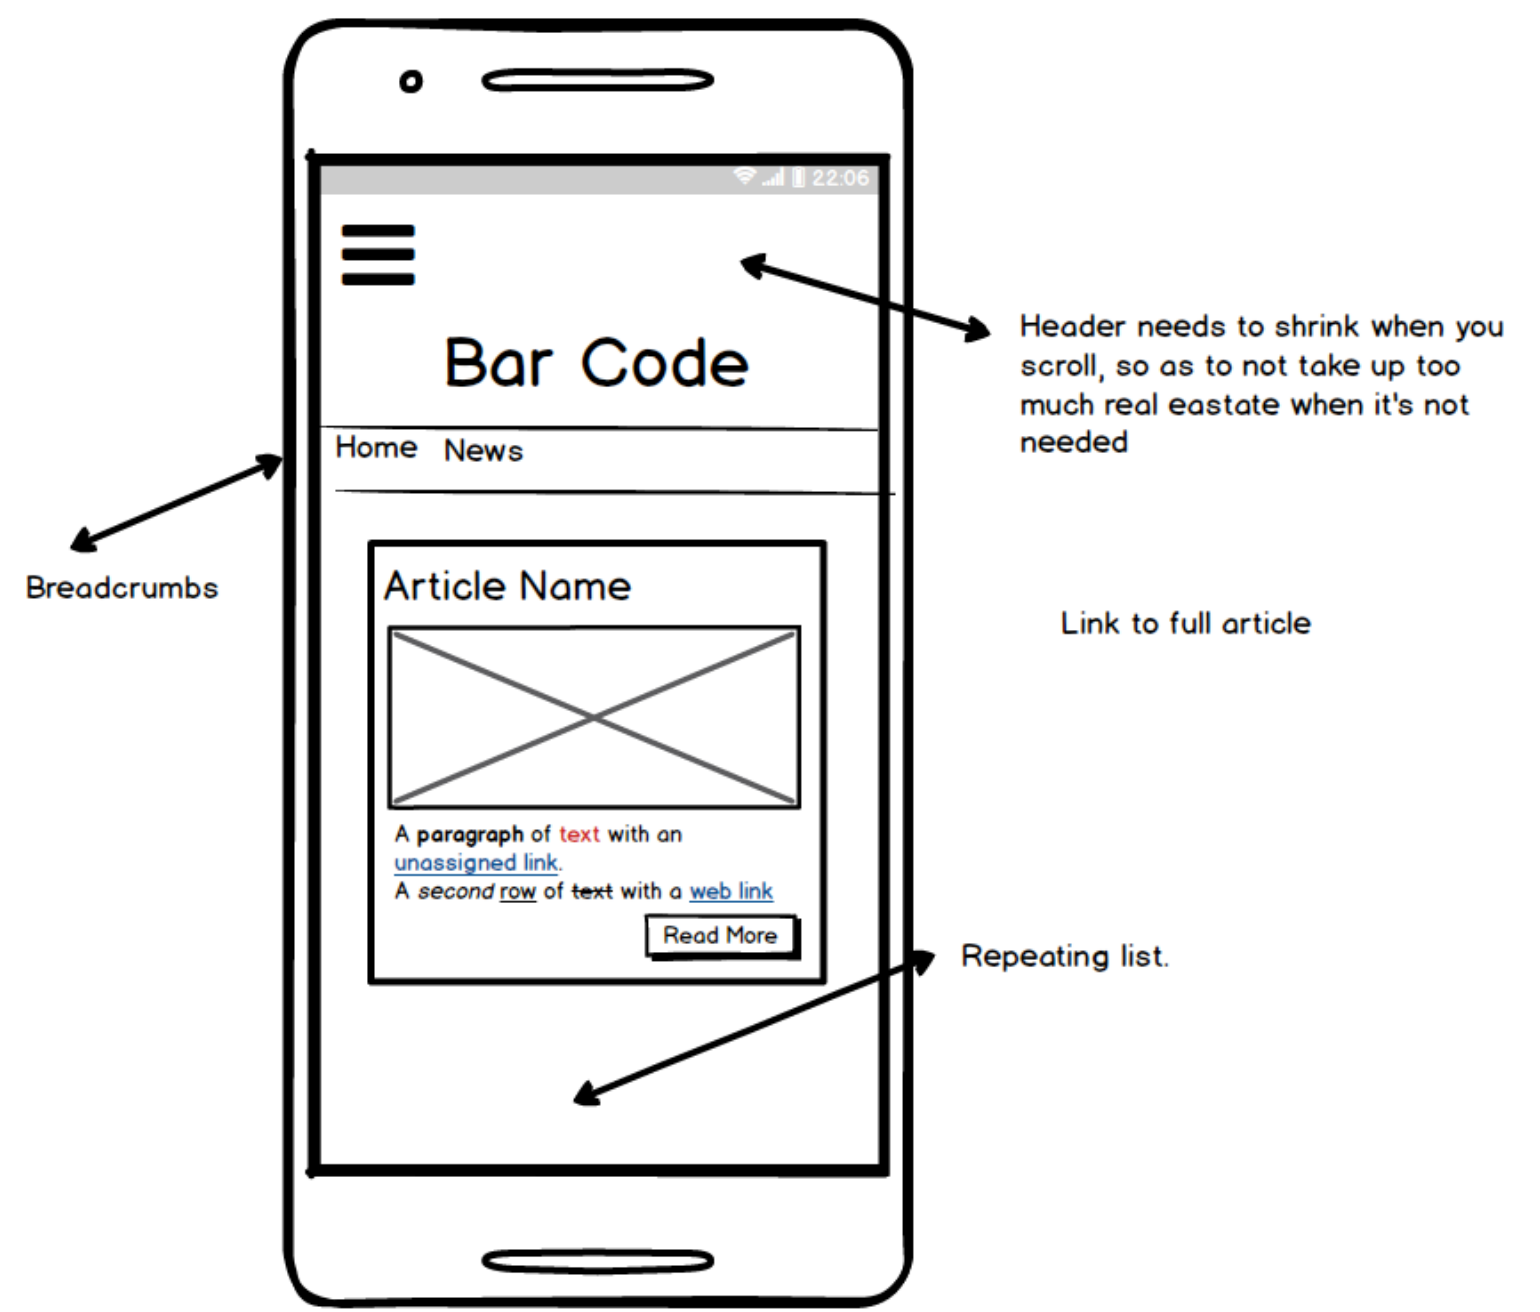 22:06
Bar Code
Header needs to shrink when you
scroll, so as to not take up too
much real eastate when it's not
needed
Home News
Breadcrumbs
Article Name
Link to full article
A paragraph of text with an
unassigned link.
A second row of text with a web link
Read More
Repeating list.